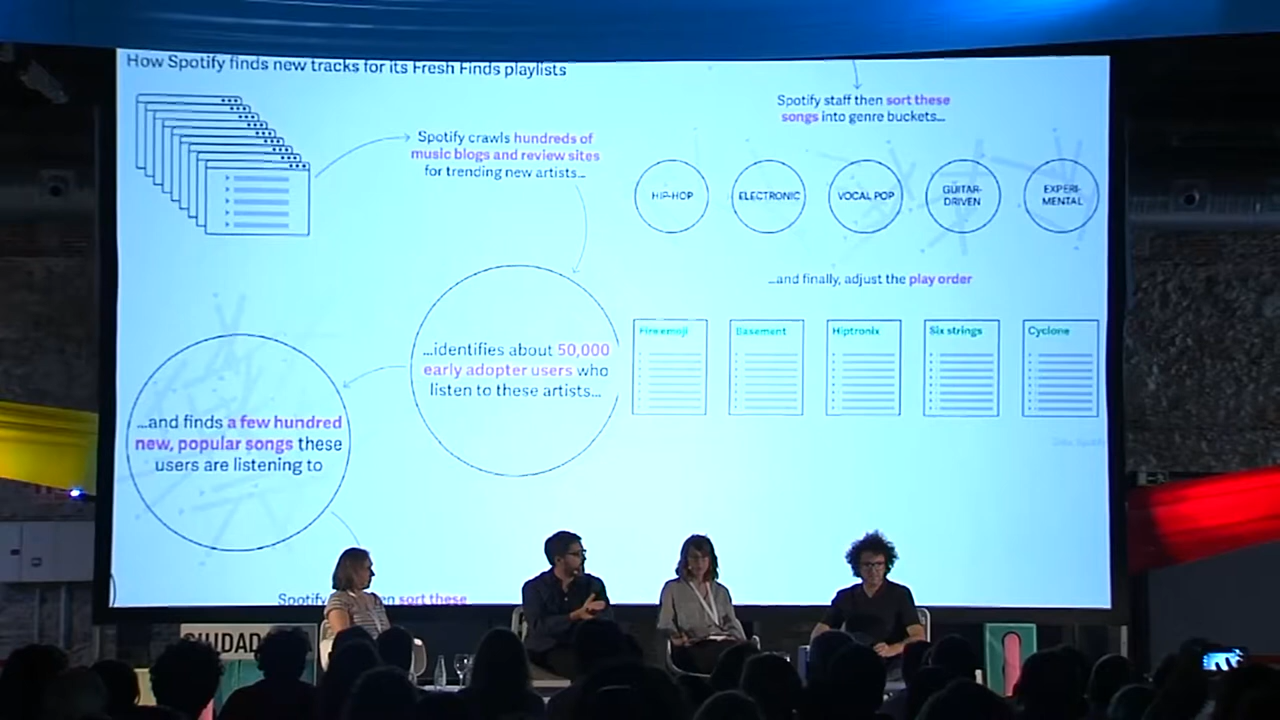 How Spotify finds new tracks for its Fresh Finds playlists
Spotify crawls hundreds of
music blogs and review sites
for trending new artists...
...identifies about 50,000
early adopter users who
listen to these artists...
...and finds a few hundred
new, popular songs these
users are listening to
Spotify
sort these
Spotify staff then sort these
songs into genre buckets...
HIP-HOP
ELECTRONIC
VOCAL POP
GUITAR-
DRIVEN
EXPERI-
MENTAL
...and finally, adjust the play order
Fire emoji
Basement
Hiptronix
Six strings
Cyclone
CIUDAD